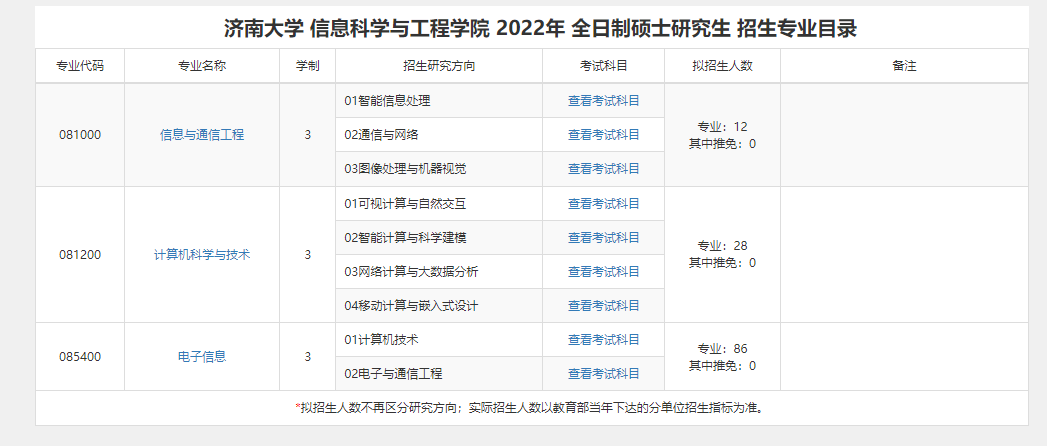 济南大学 信息科学与工程学院 2022年 全日制硕士研究生 招生专业目录
专业代码 专业名称 学制 招生研究方向 考试科目 拟招生人数 备注
081000 信息与通信工程 3 01智能信息处理 查看考试科目 专业：12 其中推免：0
02通信与网络 查看考试科目
03图像处理与机器视觉 查看考试科目
081200 计算机科学与技术 3 01可视计算与自然交互 查看考试科目 专业：28 其中推免：0
02智能计算与科学建模 查看考试科目
03网络计算与大数据分析 查看考试科目
04移动计算与嵌入式设计 查看考试科目
085400 电子信息 3 01计算机技术 查看考试科目 专业：86 其中推免：0
02电子与通信工程 查看考试科目
*拟招生人数不再区分研究方向；实际招生人数以教育部当年下达的分单位招生指标为准。